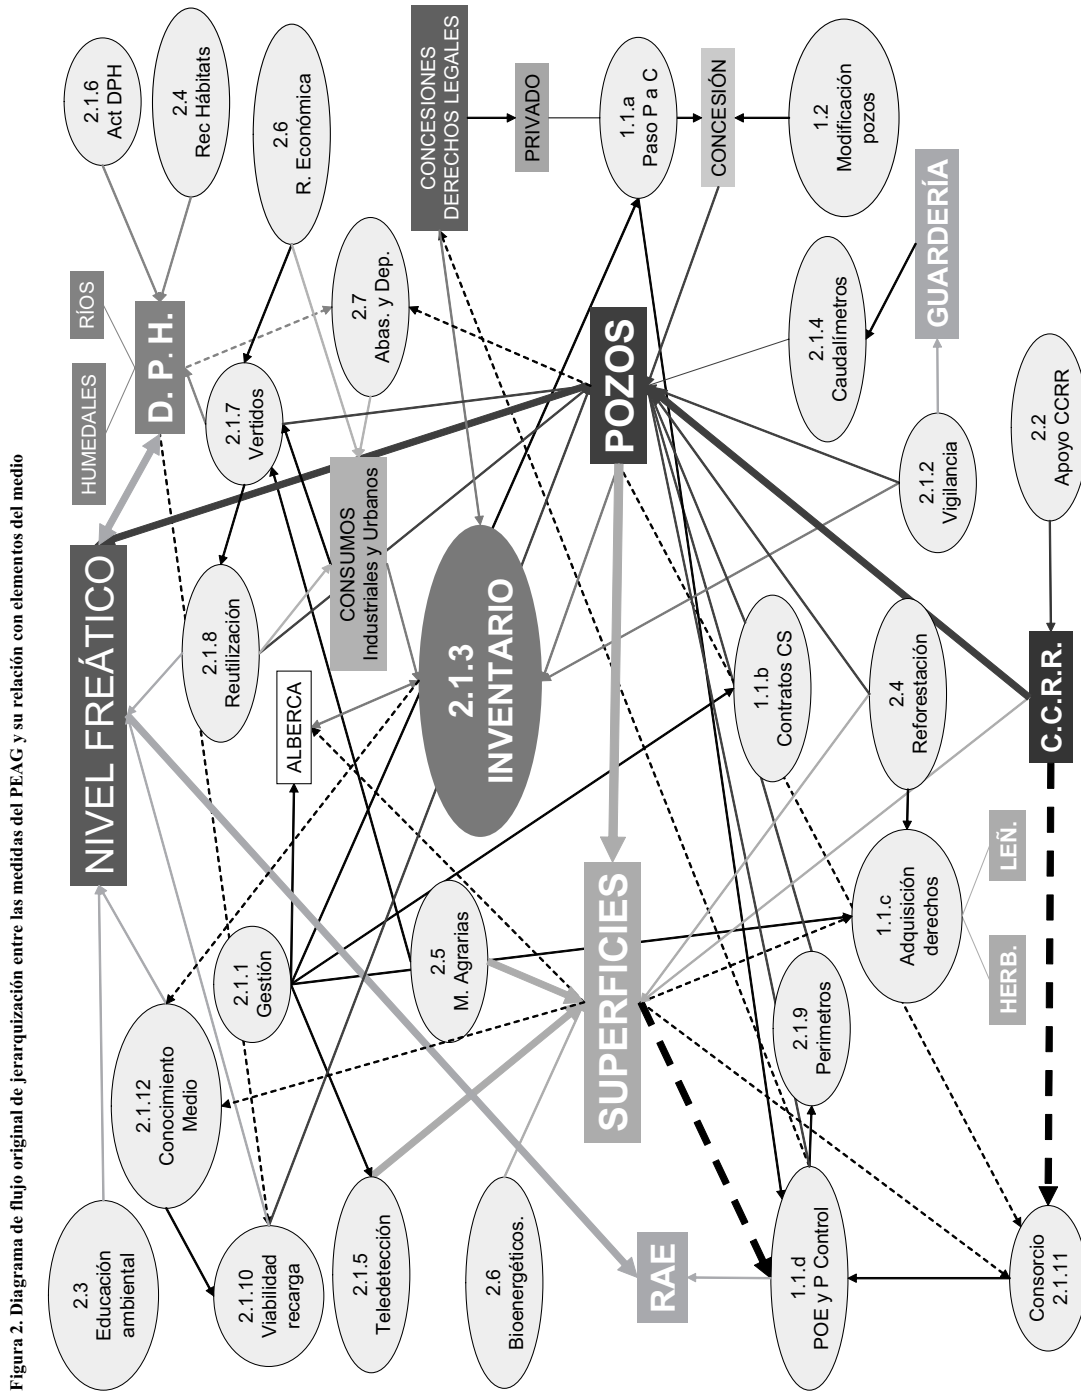 Figura 2. Diagrama de flujo original de jerarquización entre las medidas del PEAG y su relación con elementos del medio
2.3
Educación
ambiental
2.1.12
Conocimiento
Medio
2.1.10
Viabilidad
recarga
2.1.1
Gestión
NIVEL FREÁTICO
HUMEDALES
RÍOS
D. P. H.
2.1.6
Act DPH
2.4
Rec Hábitats
2.6
R. Económica
2.1.7
Vertidos
2.1.8
Reutilización
ALBERCA
CONSUMOS
Industriales y Urbanos
2.7
Abas. y Dep.
2.1.5
Teledetección
2.5
M. Agrarias
2.1.3
INVENTARIO
CONCESIONES
DERECHOS LEGALES
PRIVADO
2.6
Bioenergéticos.
SUPERFICIES
POZOS
1.1.a
Paso P a C
CONCESIÓN
RAE
1.1.d
POE y P Control
2.1.9
Perimetros
1.1.b
Contratos CS
2.1.4
Caudalímetros
1.2
Modificación
pozos
1.1.c
Adquisición
derechos
2.4
Reforestación
2.1.2
Vigilancia
GUARDERÍA
HERB.
LEÑ.
Consorcio
2.1.11
C.C.R.R.
2.2
Apoyo CCRR